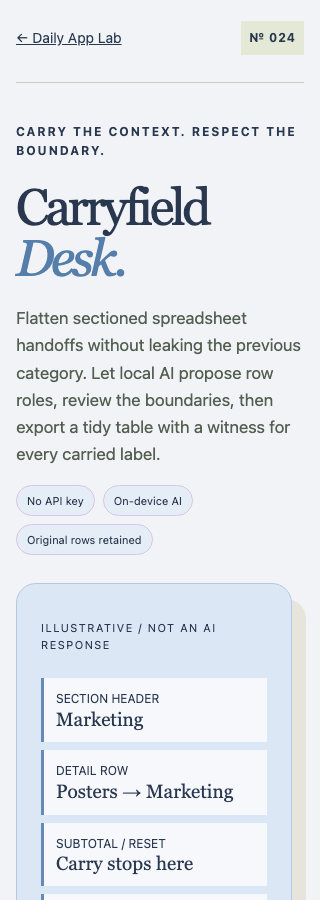 ← Daily App Lab
Nº 024
CARRY THE CONTEXT. RESPECT THE
BOUNDARY.
Carryfield
Desk.
Flatten sectioned spreadsheet
handoffs without leaking the previous
category. Let local AI propose row
roles, review the boundaries, then
export a tidy table with a witness for
every carried label.
No API key
On-device AI
Original rows retained
ILLUSTRATIVE / NOT AN AI
RESPONSE
SECTION HEADER
Marketing
DETAIL ROW
Posters → Marketing
SUBTOTAL / RESET
Carry stops here